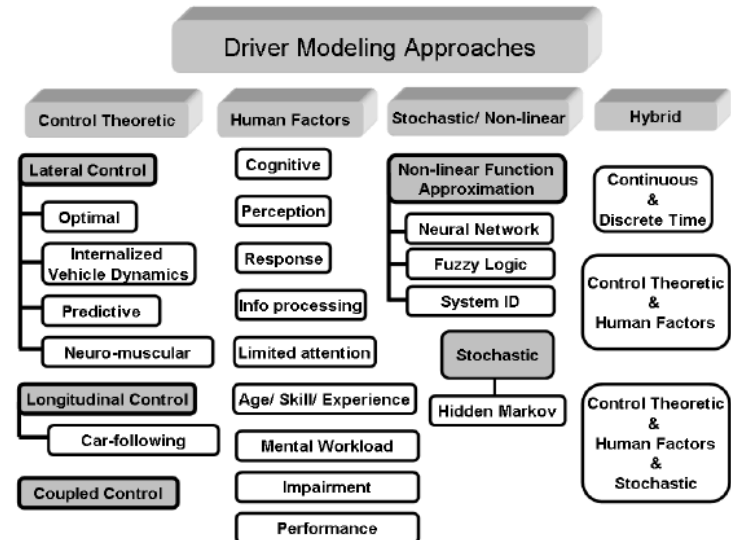 Driver Modeling Approaches
Control Theoretic
Human Factors
Stochastic/ Non-linear
Hybrid
Lateral Control
Optimal
Internalized
Vehicle Dynamics
Predictive
Neuro-muscular
Longitudinal Control
Car-following
Coupled Control
Cognitive
Perception
Response
Info processing
Limited attention
Age/ Skill/ Experience
Mental Workload
Impairment
Performance
Non-linear Function
Approximation
Neural Network
Fuzzy Logic
System ID
Stochastic
Hidden Markov
Continuous
&
Discrete Time
Control Theoretic
&
Human Factors
Control Theoretic
&
Human Factors
&
Stochastic